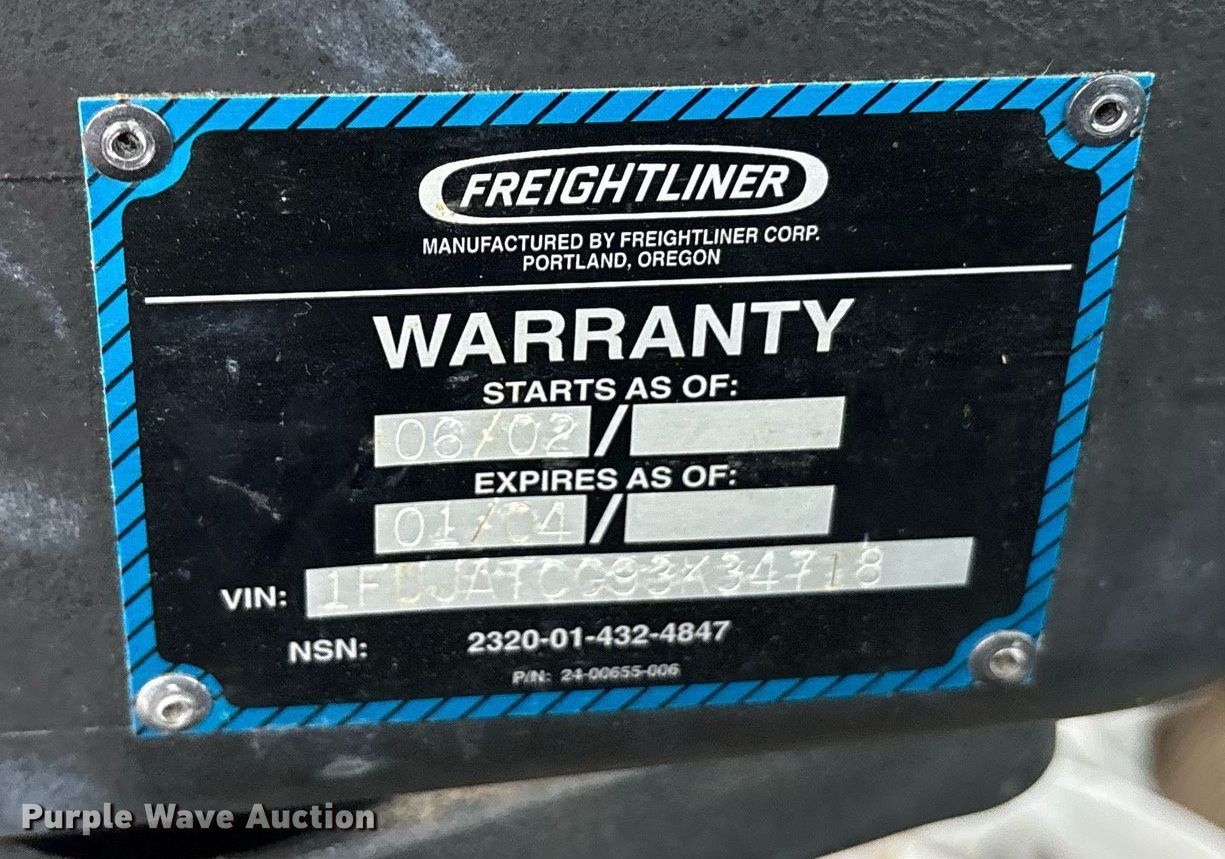 FREIGHTLINER
MANUFACTURED BY FREIGHTLINER CORP.
PORTLAND, OREGON
WARRANTY
STARTS AS OF:
06/02/
EXPIRES AS OF:
01/04/
VIN:
NSN: 2320-01-432-4847
P/N: 24-00655-006
Purple Wave Auction